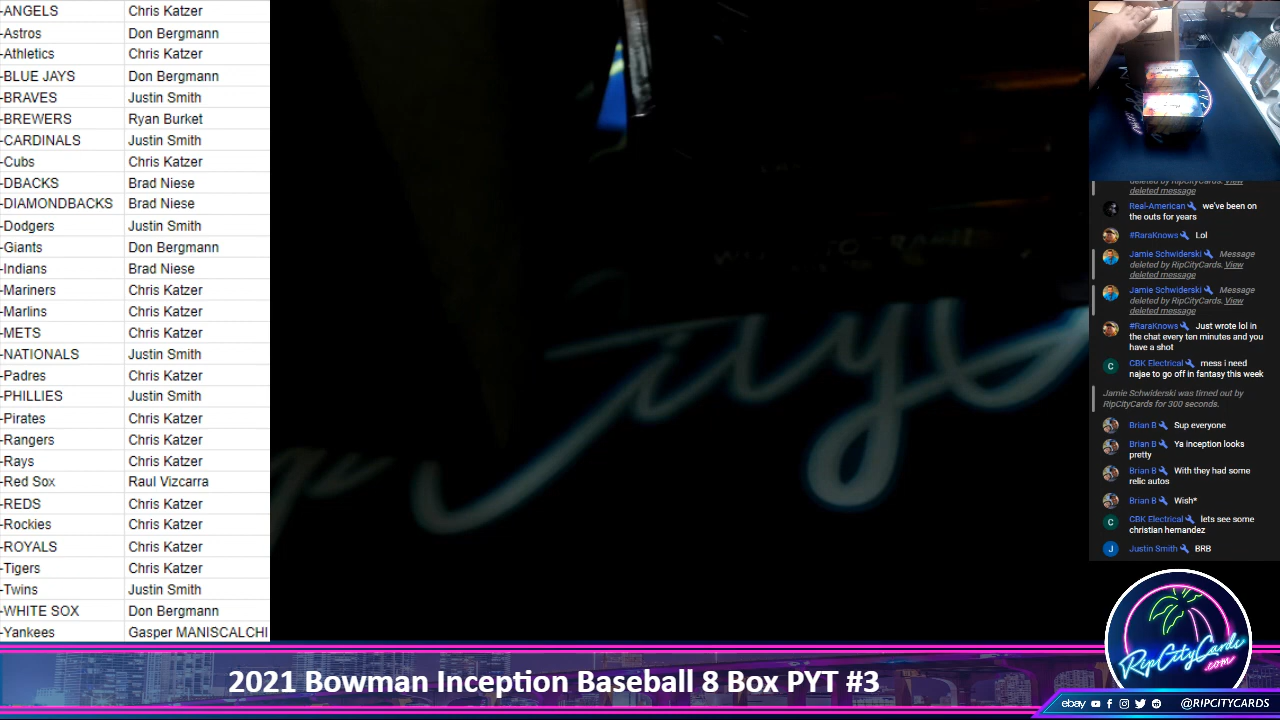 -ANGELS Chris Katzer
-Astros Don Bergmann
-Athletics Chris Katzer
-BLUE JAYS Don Bergmann
-BRAVES Justin Smith
-BREWERS Ryan Burket
-CARDINALS Justin Smith
-Cubs Chris Katzer
-DBACKS Brad Niese
-DIAMONDBACKS Brad Niese
-Dodgers Justin Smith
-Giants Don Bergmann
-Indians Brad Niese
-Mariners Chris Katzer
-Marlins Chris Katzer
-METS Chris Katzer
-NATIONALS Justin Smith
-Padres Chris Katzer
-PHILLIES Justin Smith
-Pirates Chris Katzer
-Rangers Chris Katzer
-Rays Chris Katzer
-Red Sox Raul Vizcarra
-REDS Chris Katzer
-Rockies Chris Katzer
-ROYALS Chris Katzer
-Tigers Chris Katzer
-Twins Justin Smith
-WHITE SOX Don Bergmann
-Yankees Gasper MANISCALCHI
deleted by RipCityCards. View
deleted message
Real-American we've been on
the outs for years
#RaraKnows Lol
Jamie Schwiderski Message
deleted by RipCityCards. View
deleted message
Jamie Schwiderski Message
deleted by RipCityCards. View
deleted message
#RaraKnows Just wrote lol in
the chat every ten minutes and you
have a shot
C CBK Electrical mess i need
najae to go off in fantasy this week
Jamie Schwiderski was timed out by
RipCityCards for 300 seconds.
Brian B Sup everyone
Brian B Ya inception looks
pretty
Brian B With they had some
relic autos
Brian B Wish*
C CBK Electrical lets see some
christian hernandez
J Justin Smith BRB
RipCityCards
.com
2021 Bowman Inception Baseball 8 Box PYT #3
ebay @RIPCITYCARDS